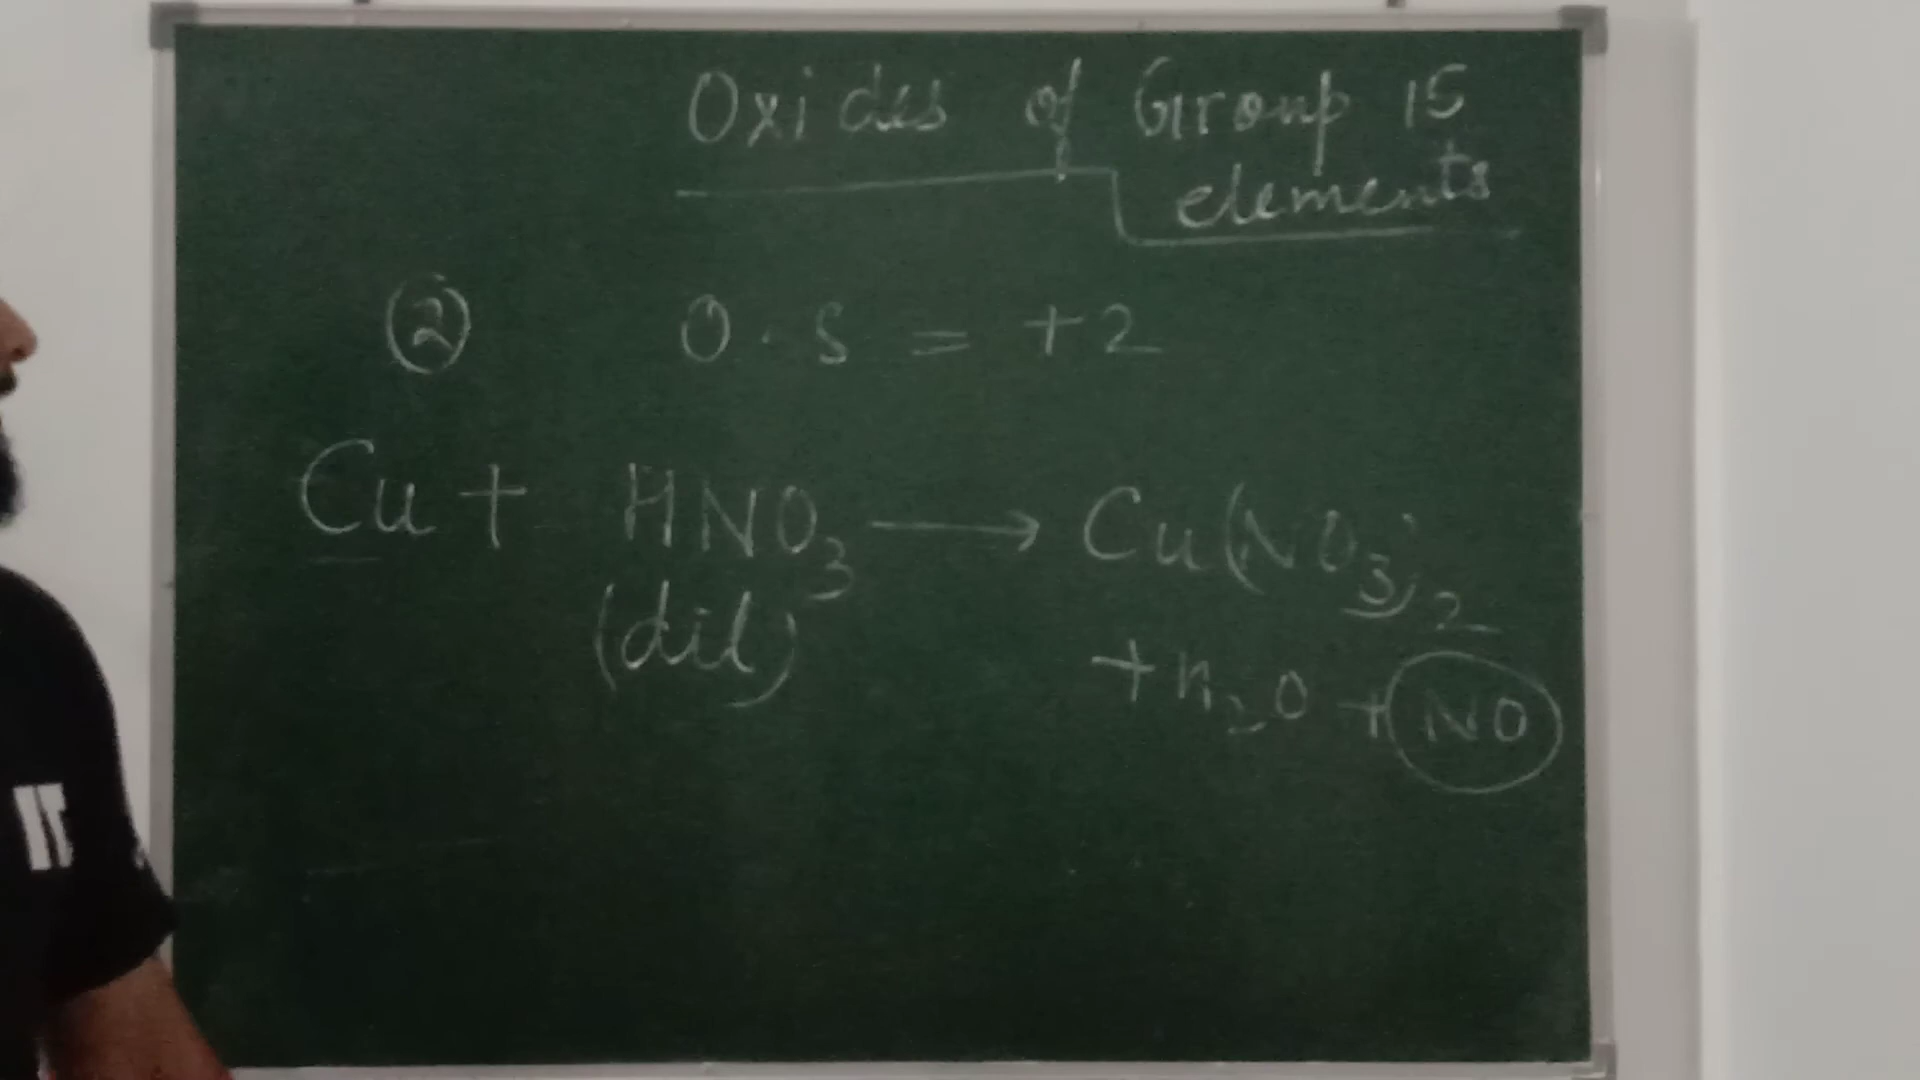 Oxides of Group 15
elements
② O.S = +2
Cu + HNO₃ → Cu(NO₃)₂
(dil)
+ H₂O + NO